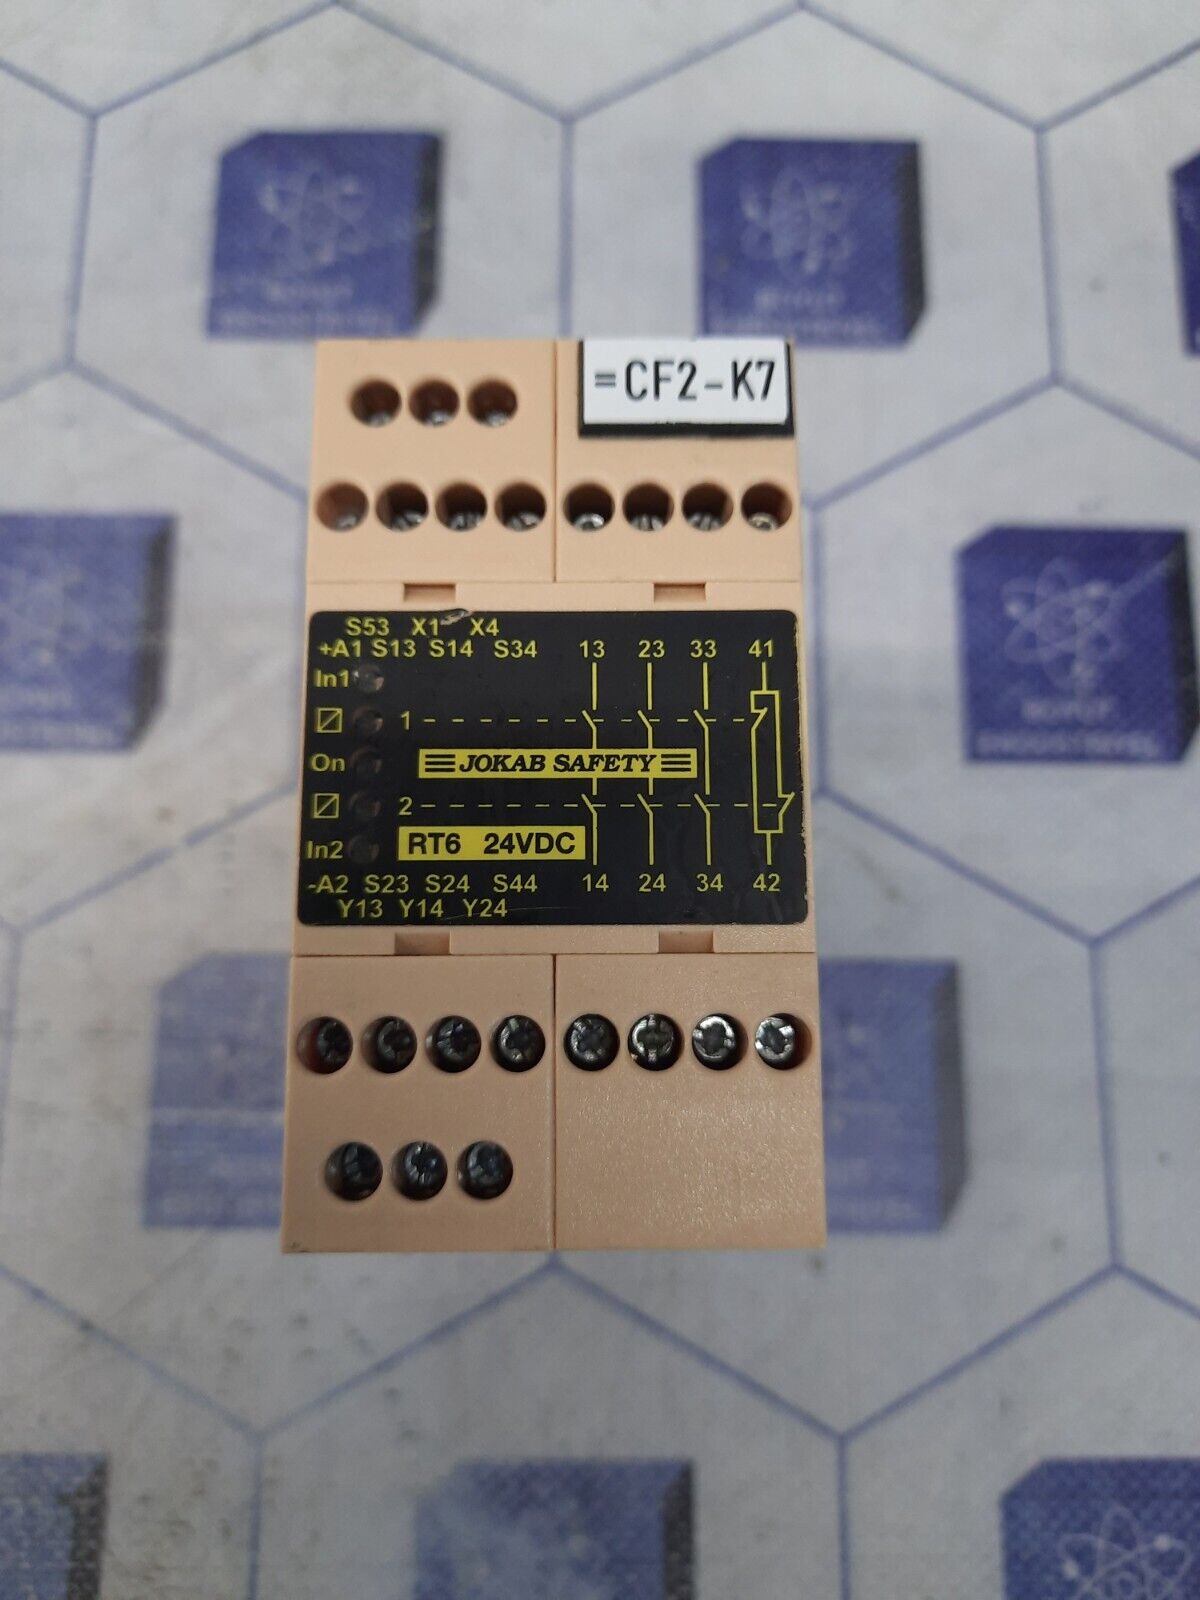 =CF2-K7
S53 X1 X4
+A1 S13 S14 S34 13 23 33 41
In1
1
On
JOKAB SAFETY
2
RT6 24VDC
In2
-A2 S23 S24 S44 14 24 34 42
Y13 Y14 Y24